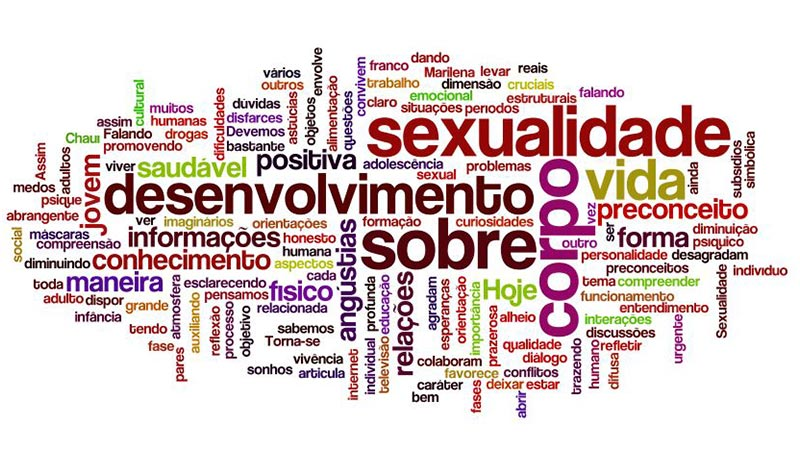 dando
franco
Marilena
levar
reais
vários
outros
envolve
convivem
trabalho
dimensão
cruciais
cultural
muitos
dificuldades
dúvidas
astúcias
objetos
alimentação
questões
emocional
estruturais
falando
claro
situações
periodos
assim
humanas
disfarces
Chaui
Falando
drogas
Devemos
promovendo
bastante
sexualidade
Assim
adultos
jovem
viver
saudável
positiva
adolescência
problemas
sexual
vida
ainda
subsídios
simbólica
medos
psique
desenvolvimento
corpo
abrangente
ver
imaginários
orientações
formação
curiosidades
vez
preconceito
social
máscaras
compreensão
informações
honesto
humana
angústias
sobre
outro
ser
forma
diminuição
psíquico
diminuindo
conhecimento
aspectos
personalidade
desagradam
preconceitos
individuo
toda
maneira
atmosfera
esclarecendo
cada
físico
profunda
educação
relações
agradam
Hoje
tema
compreender
adulto
dispor
pensamos
relacionada
funcionamento
infância
grande
auxiliando
reflexão
processo
objetivo
esperanças
orientação
importância
prazerosa
alheio
entendimento
interações
Sexualidade
tendo
sabemos
Torna-se
discussões
urgente
fase
pares
vivência
internet
individual
televisão
qualidade
diálogo
refletir
sonhos
articula
colaboram
favorece
conflitos
trazendo
humano
difusa
caráter
fases
deixar
estar
bem
abrir